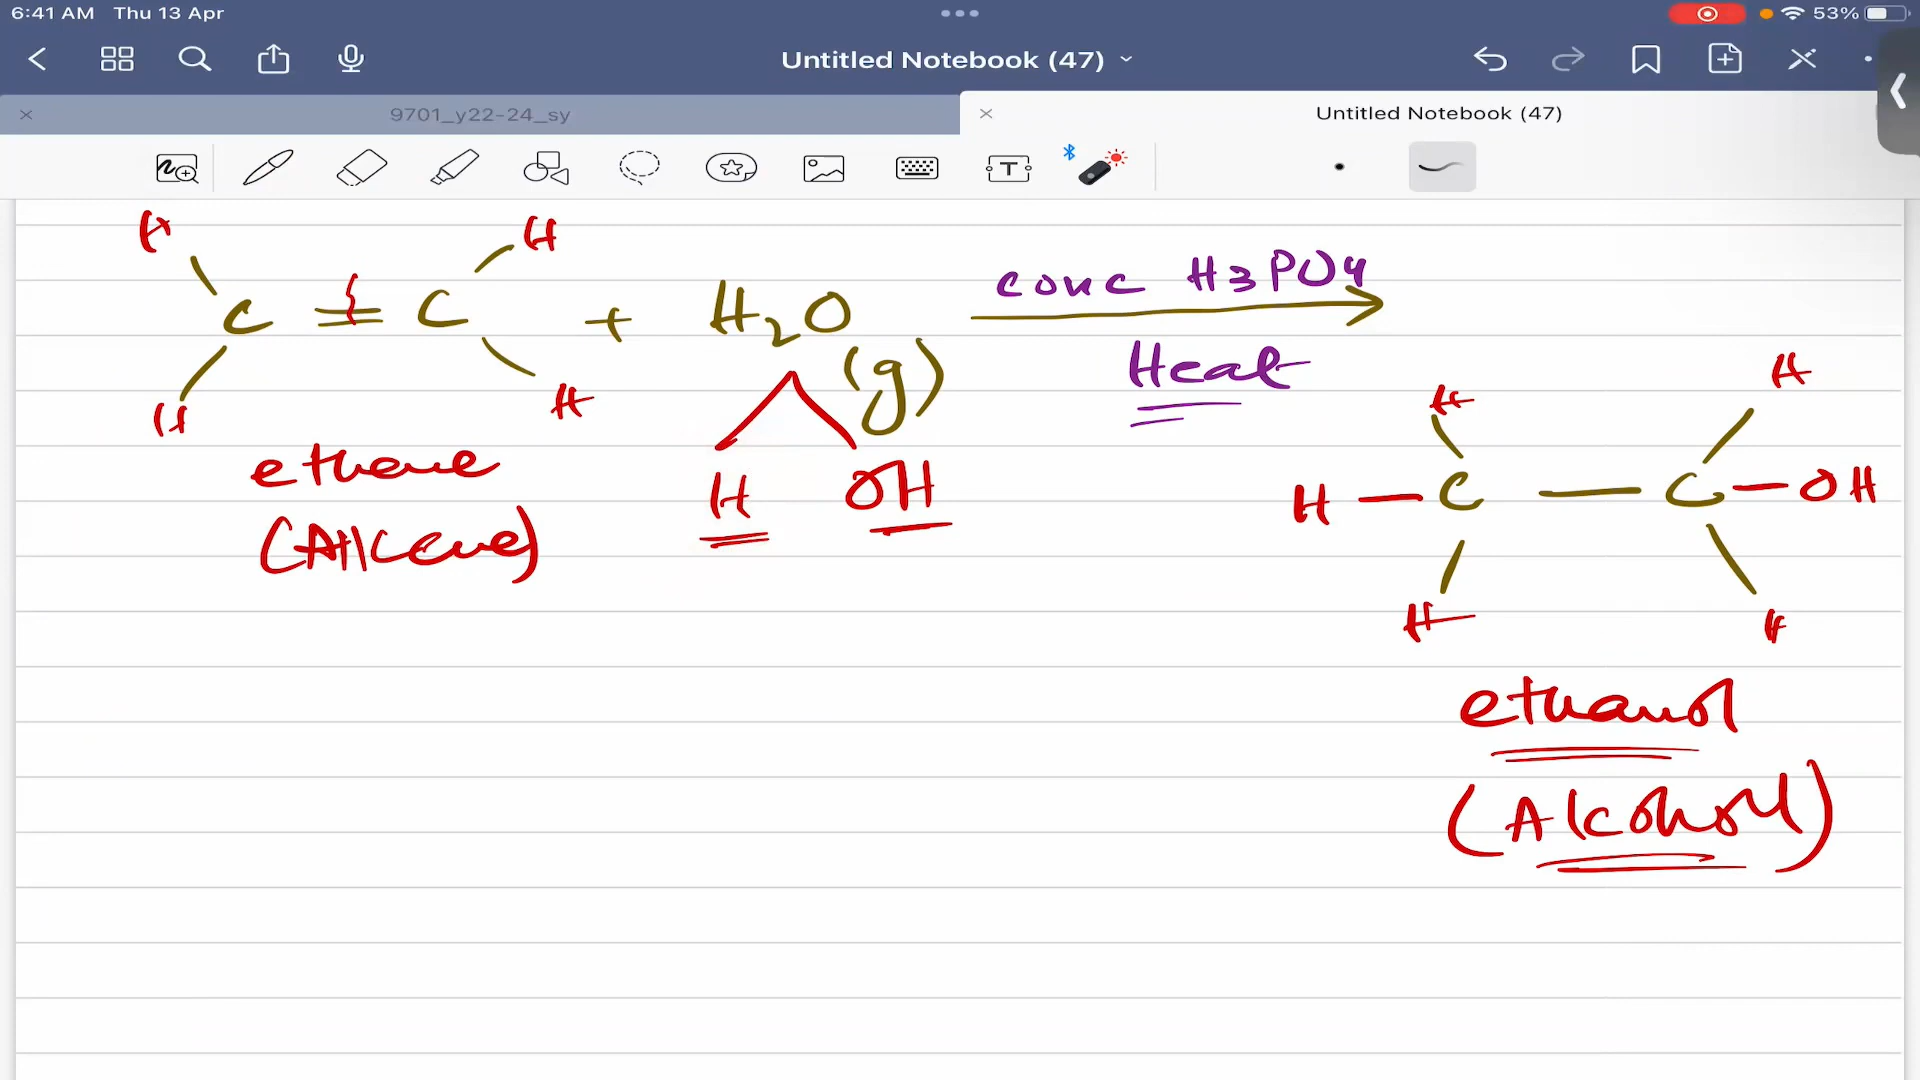 6:41 AM Thu 13 Apr
53%
Untitled Notebook (47)
9701_y22-24_sy
Untitled Notebook (47)
T
H H
C = C + H2O (g)
conc H3PO4
Heat
H H
ethene
(Alkene)
H OH
H H
H — C — C — OH
H H
ethanol
(Alcohol)